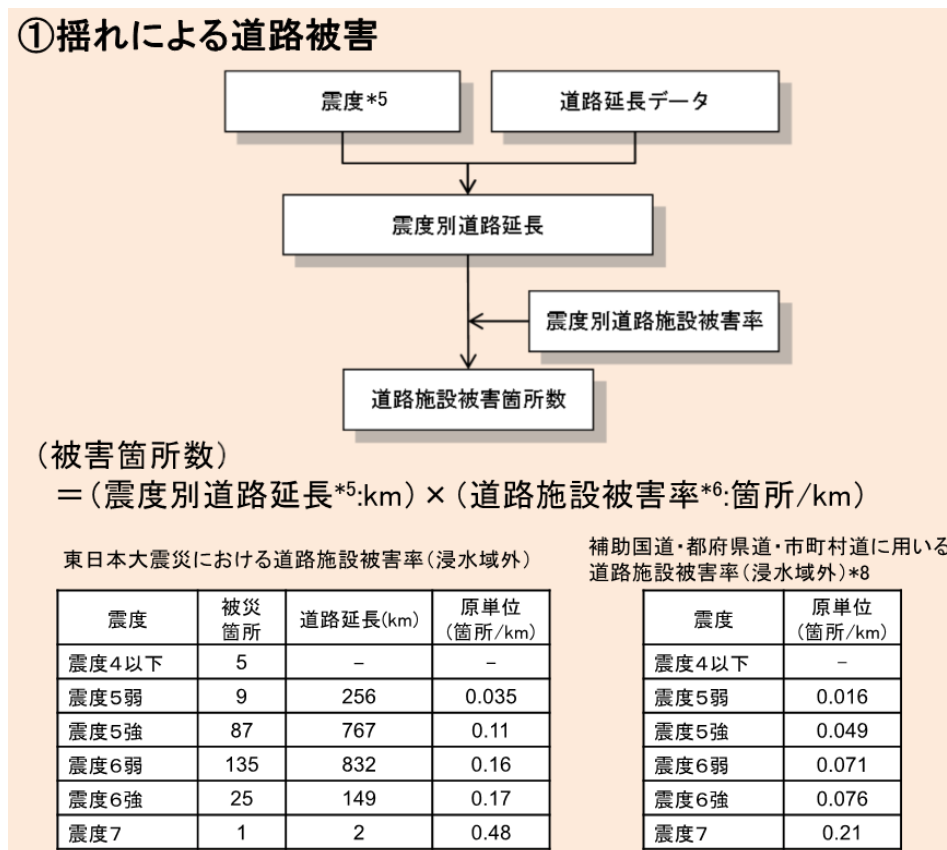 ①揺れによる道路被害
震度*5
道路延長データ
震度別道路延長
震度別道路施設被害率
道路施設被害箇所数
(被害箇所数)
=(震度別道路延長*5:km)×(道路施設被害率*6:箇所/km)
東日本大震災における道路施設被害率(浸水域外)
震度 被災箇所 道路延長(km) 原単位(箇所/km)
震度4以下 5 – –
震度5弱 9 256 0.035
震度5強 87 767 0.11
震度6弱 135 832 0.16
震度6強 25 149 0.17
震度7 1 2 0.48
補助国道・都府県道・市町村道に用いる
道路施設被害率(浸水域外)*8
震度 原単位(箇所/km)
震度4以下 –
震度5弱 0.016
震度5強 0.049
震度6弱 0.071
震度6強 0.076
震度7 0.21